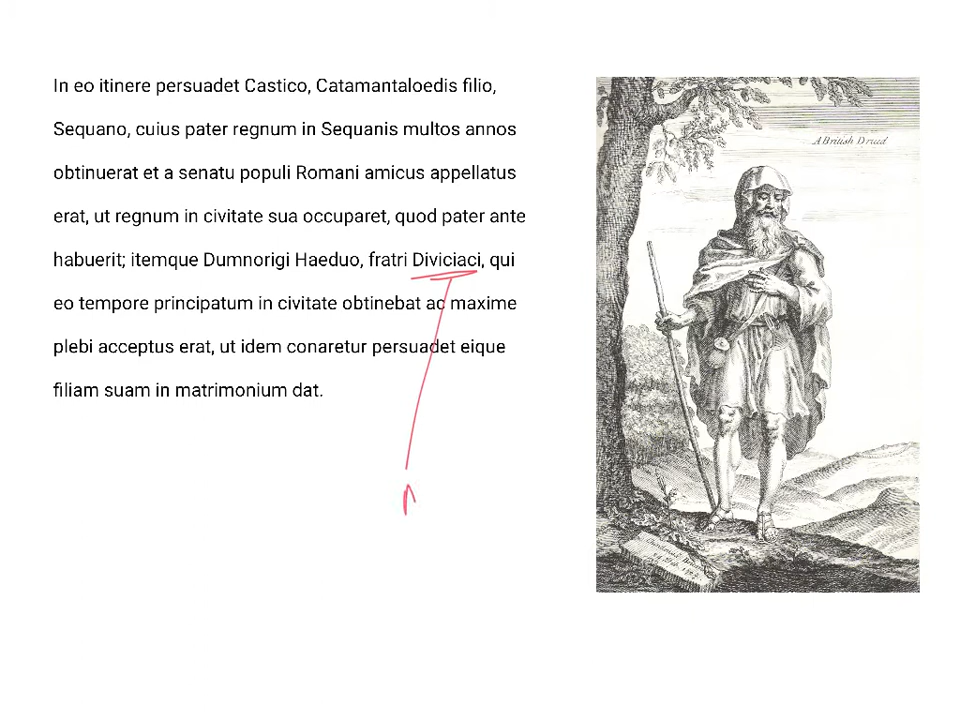 In eo itinere persuadet Castico, Catamantaloedis filio,
Sequano, cuius pater regnum in Sequanis multos annos
obtinuerat et a senatu populi Romani amicus appellatus
erat, ut regnum in civitate sua occuparet, quod pater ante
habuerit; itemque Dumnorigi Haeduo, fratri Diviciaci, qui
eo tempore principatum in civitate obtinebat ac maxime
plebi acceptus erat, ut idem conaretur persuadet eique
filiam suam in matrimonium dat.
A British Druid